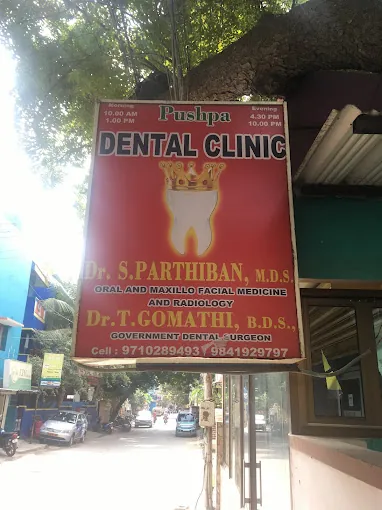 Morning
10.00 AM
1.00 PM
Pushpa
Evening
4.30 PM
10.00 PM
DENTAL CLINIC
Dr. S.PARTHIBAN, M.D.S.
ORAL AND MAXILLO FACIAL MEDICINE
AND RADIOLOGY
Dr.T.GOMATHI, B.D.S.,
GOVERNMENT DENTAL SURGEON
Cell : 9710289493 9841929797